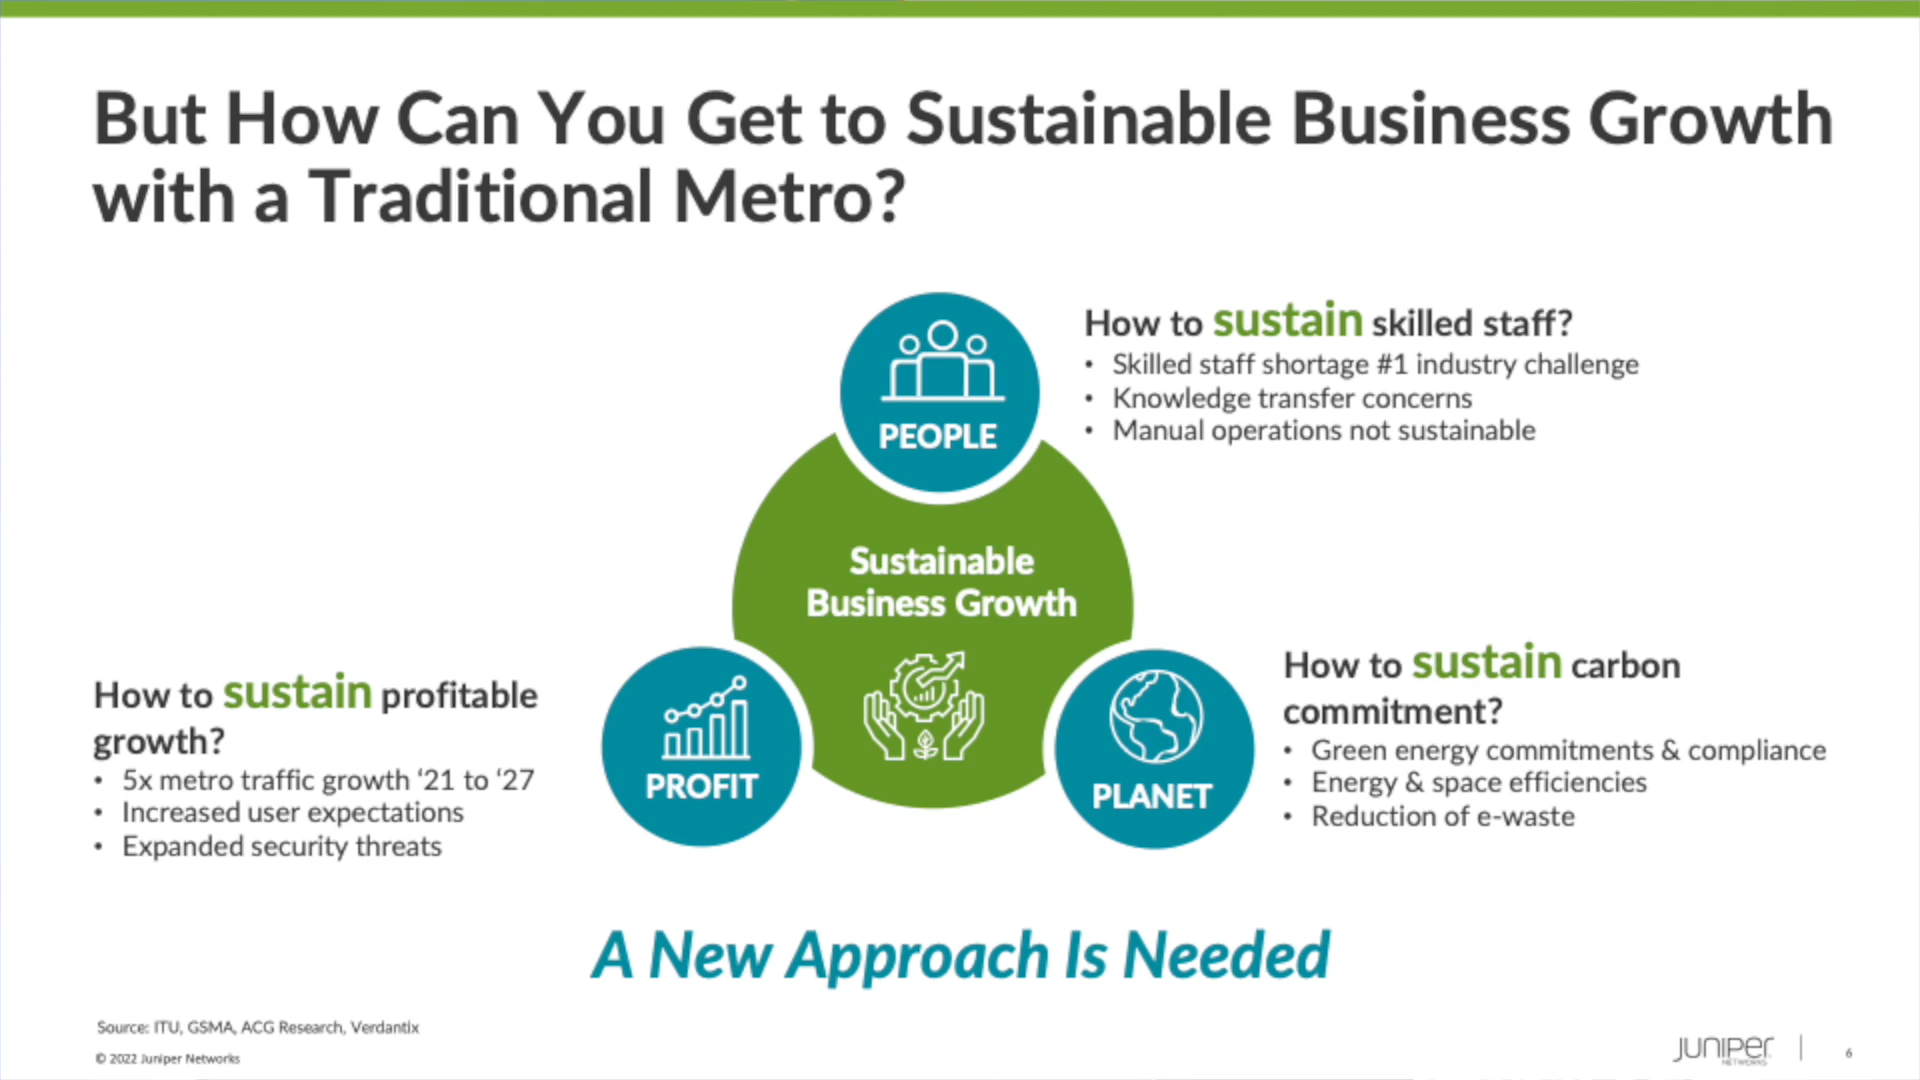 But How Can You Get to Sustainable Business Growth
with a Traditional Metro?
PEOPLE
How to sustain skilled staff?
• Skilled staff shortage #1 industry challenge
• Knowledge transfer concerns
• Manual operations not sustainable
Sustainable
Business Growth
How to sustain profitable
growth?
• 5x metro traffic growth ‘21 to ‘27
• Increased user expectations
• Expanded security threats
PROFIT
PLANET
How to sustain carbon
commitment?
• Green energy commitments & compliance
• Energy & space efficiencies
• Reduction of e-waste
A New Approach Is Needed
Source: ITU, GSMA, ACG Research, Verdantix
© 2022 Juniper Networks
JUNIPer
NETWORKS
6